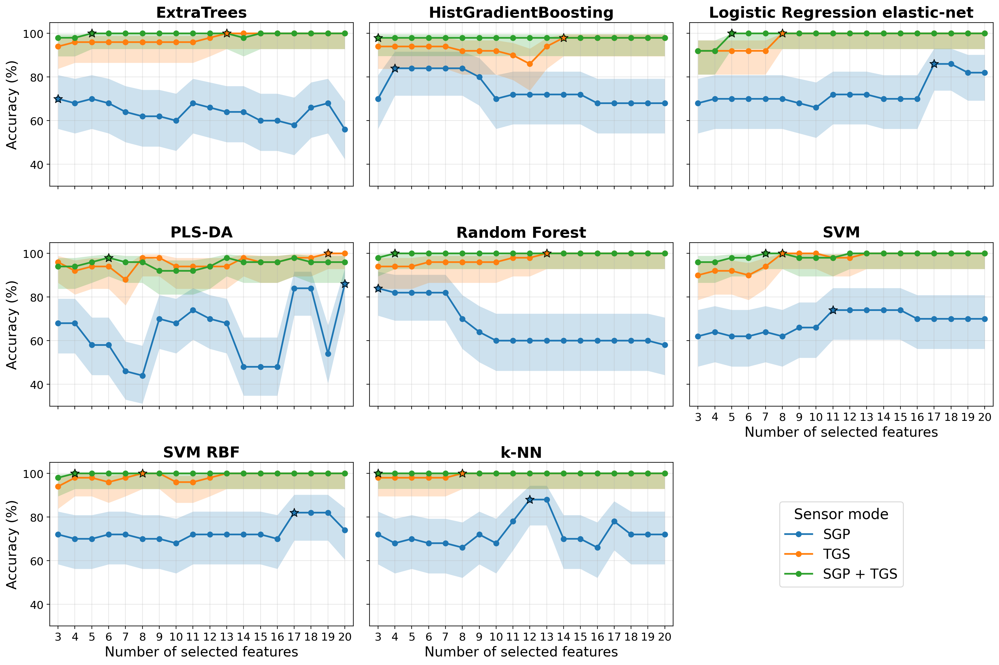 ExtraTrees
HistGradientBoosting
Logistic Regression elastic-net
Accuracy (%)
100
80
60
40
PLS-DA
Random Forest
SVM
Accuracy (%)
100
80
60
40
3 4 5 6 7 8 9 10 11 12 13 14 15 16 17 18 19 20
Number of selected features
SVM RBF
k-NN
Accuracy (%)
100
80
60
40
3 4 5 6 7 8 9 10 11 12 13 14 15 16 17 18 19 20
Number of selected features
3 4 5 6 7 8 9 10 11 12 13 14 15 16 17 18 19 20
Number of selected features
Sensor mode
SGP
TGS
SGP + TGS